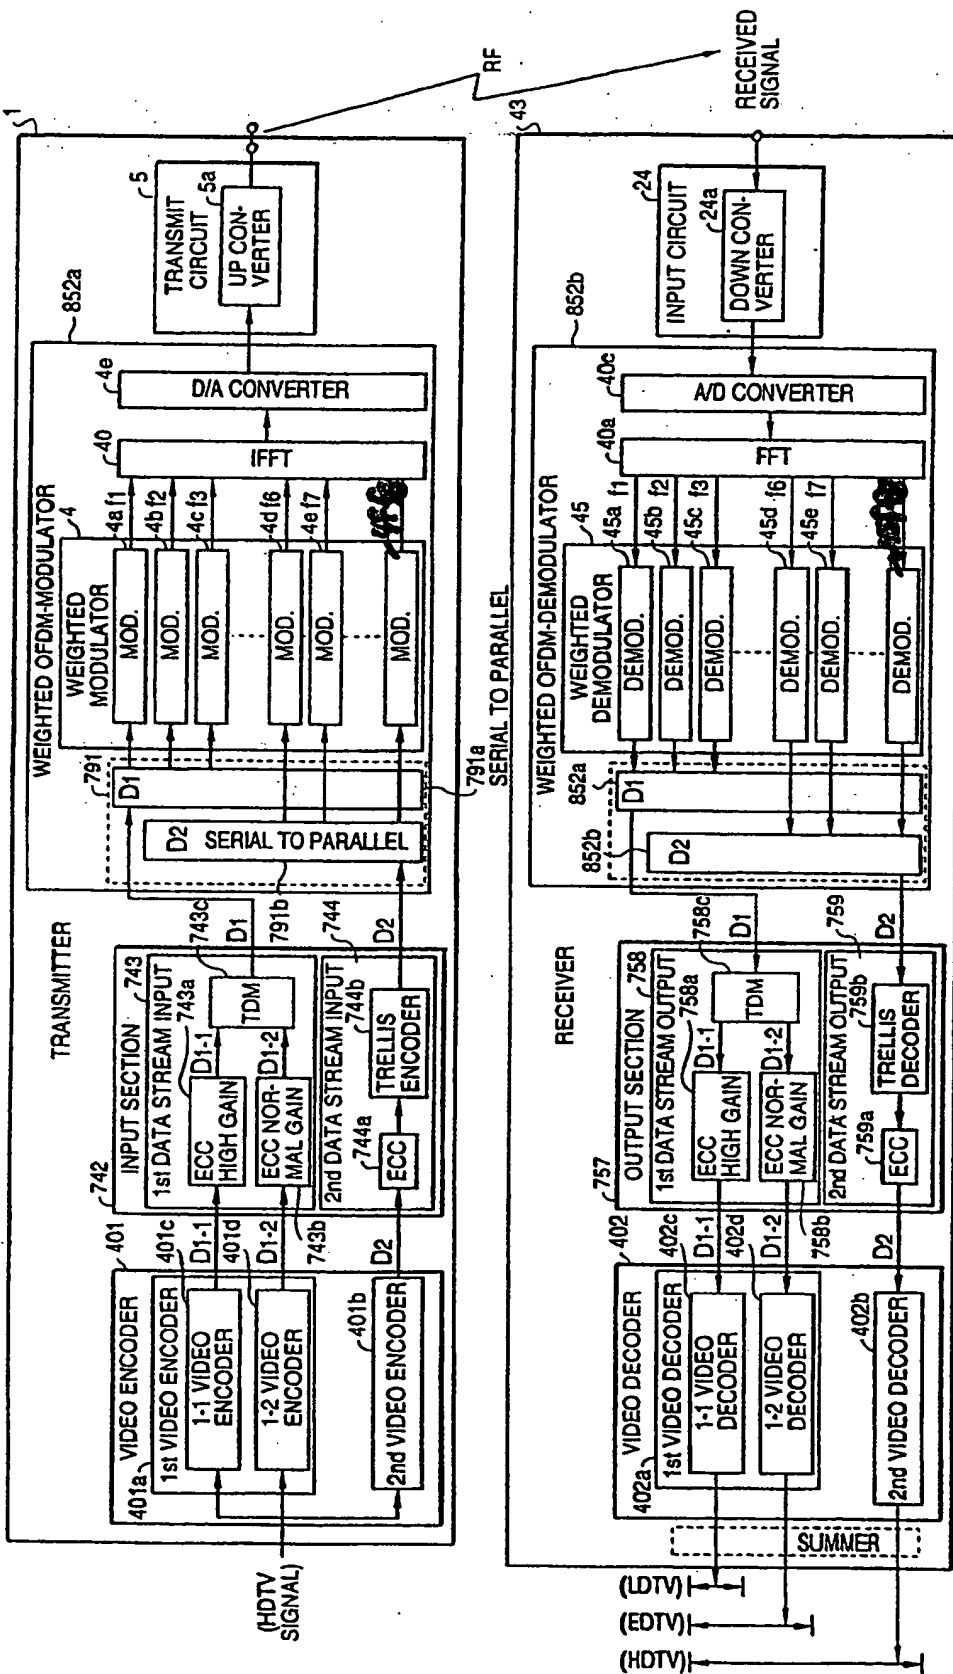 1
TRANSMITTER
(HDTV
SIGNAL)
401
VIDEO ENCODER
401a
1st VIDEO ENCODER
401c
1-1 VIDEO
ENCODER
401d
1-2 VIDEO
ENCODER
401b
2nd VIDEO ENCODER
D1-1
D1-2
D2
742
INPUT SECTION
743
1st DATA STREAM INPUT
743a
ECC
HIGH GAIN
743b
ECC NOR-
MAL GAIN
D1-1
D1-2
743c
TDM
D1
744
2nd DATA STREAM INPUT
744a
ECC
744b
TRELLIS
ENCODER
D2
852a
WEIGHTED OFDM-MODULATOR
791
D1
791a
SERIAL TO PARALLEL
791b
D2 SERIAL TO PARALLEL
4
WEIGHTED
MODULATOR
MOD.
MOD.
MOD.
MOD.
MOD.
MOD.
4a f1
4b f2
4c f3
4d f6
4e f7
40
IFFT
4e
D/A CONVERTER
5
TRANSMIT
CIRCUIT
5a
UP CON-
VERTER
RF
RECEIVED
SIGNAL
43
RECEIVER
24
INPUT CIRCUIT
24a
DOWN CON-
VERTER
852b
WEIGHTED OFDM-DEMODULATOR
40c
A/D CONVERTER
40a
FFT
45
WEIGHTED
DEMODULATOR
45a f1
45b f2
45c f3
45d f6
45e f7
DEMOD.
DEMOD.
DEMOD.
DEMOD.
DEMOD.
DEMOD.
852a
D1
852b
D2
D1
D2
757
OUTPUT SECTION
758
1st DATA STREAM OUTPUT
758c
TDM
758a
ECC
HIGH GAIN
758b
ECC NOR-
MAL GAIN
D1-1
D1-2
759
2nd DATA STREAM OUTPUT
759b
TRELLIS
DECODER
759a
ECC
D1-1
D1-2
D2
402
VIDEO DECODER
402a
1st VIDEO DECODER
402c
1-1 VIDEO
DECODER
402d
1-2 VIDEO
DECODER
402b
2nd VIDEO DECODER
SUMMER
(LDTV)
(EDTV)
(HDTV)